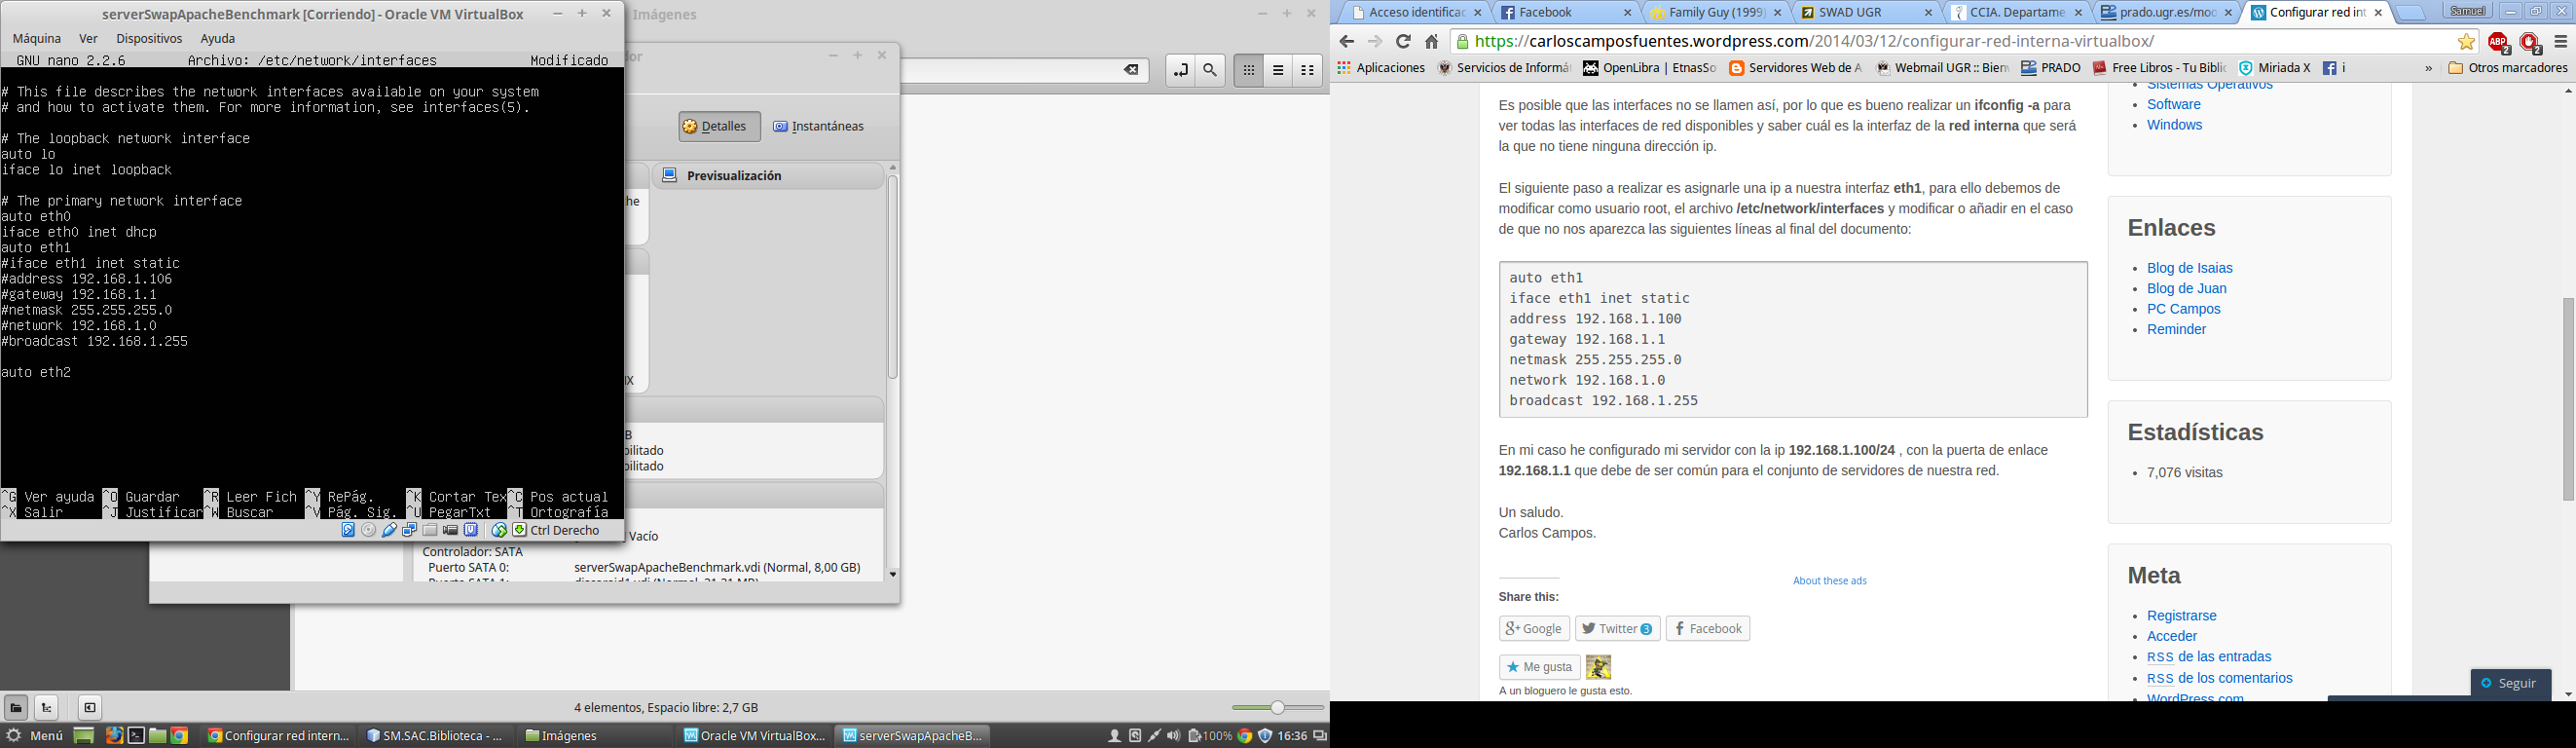 serverSwapApacheBenchmark [Corriendo] - Oracle VM VirtualBox
Máquina Ver Dispositivos Ayuda
GNU nano 2.2.6 Archivo: /etc/network/interfaces Modificado
# This file describes the network interfaces available on your system
# and how to activate them. For more information, see interfaces(5).
# The loopback network interface
auto lo
iface lo inet loopback
# The primary network interface
auto eth0
iface eth0 inet dhcp
auto eth1
#iface eth1 inet static
#address 192.168.1.106
#gateway 192.168.1.1
#netmask 255.255.255.0
#network 192.168.1.0
#broadcast 192.168.1.255
auto eth2
^G Ver ayuda ^O Guardar ^R Leer Fich ^Y RePág. ^K Cortar Tex ^C Pos actual
^X Salir ^J Justificar ^W Buscar ^V Pág. Sig. ^U PegarTxt ^T Ortografía
Ctrl Derecho
Imágenes
dor
Detalles
Instantáneas
Previsualización
he
IX
B
bilitado
bilitado
Vacío
Controlador: SATA
Puerto SATA 0: serverSwapApacheBenchmark.vdi (Normal, 8,00 GB)
4 elementos, Espacio libre: 2,7 GB
Menú
Configurar red intern...
SM.SAC.Biblioteca - ...
Imágenes
Oracle VM VirtualBox...
serverSwapApacheB...
100%
16:36
Acceso identifica
Facebook
Family Guy (1999)
SWAD UGR
CCIA. Departame
prado.ugr.es/moo
Configurar red int
Samuel
https://carloscamposfuentes.wordpress.com/2014/03/12/configurar-red-interna-virtualbox/
ABP
2
2
Aplicaciones
Servicios de Informá
OpenLibra | EtnasSo
Servidores Web de A
Webmail UGR :: Bien
PRADO
Free Libros - Tu Bibli
Miriada X
i
»
Otros marcadores
Es posible que las interfaces no se llamen así, por lo que es bueno realizar un ifconfig -a para
ver todas las interfaces de red disponibles y saber cuál es la interfaz de la red interna que será
la que no tiene ninguna dirección ip.
El siguiente paso a realizar es asignarle una ip a nuestra interfaz eth1, para ello debemos de
modificar como usuario root, el archivo /etc/network/interfaces y modificar o añadir en el caso
de que no nos aparezca las siguientes líneas al final del documento:
auto eth1
iface eth1 inet static
address 192.168.1.100
gateway 192.168.1.1
netmask 255.255.255.0
network 192.168.1.0
broadcast 192.168.1.255
En mi caso he configurado mi servidor con la ip 192.168.1.100/24 , con la puerta de enlace
192.168.1.1 que debe de ser común para el conjunto de servidores de nuestra red.
Un saludo.
Carlos Campos.
About these ads
Share this:
Google
Twitter 3
Facebook
Me gusta
A un bloguero le gusta esto.
Sistemas Operativos
Software
Windows
Enlaces
Blog de Isaias
Blog de Juan
PC Campos
Reminder
Estadísticas
7,076 visitas
Meta
Registrarse
Acceder
RSS de las entradas
RSS de los comentarios
WordPress.com
Seguir